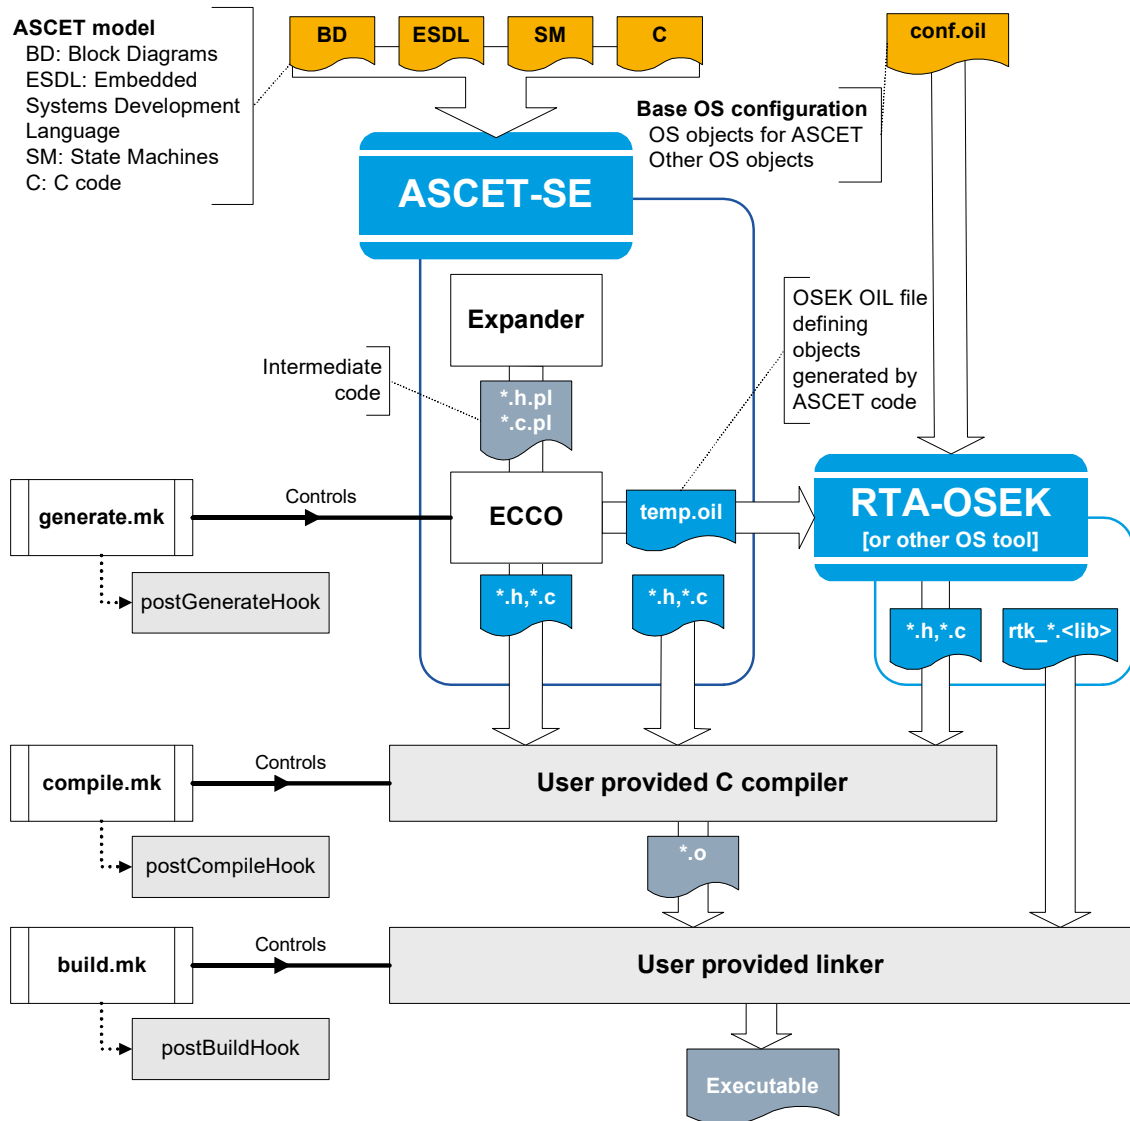 ASCET model
BD: Block Diagrams
ESDL: Embedded
Systems Development
Language
SM: State Machines
C: C code
BD
ESDL
SM
C
conf.oil
Base OS configuration
OS objects for ASCET
Other OS objects
ASCET-SE
Expander
Intermediate
code
*.h.pl
*.c.pl
OSEK OIL file
defining
objects
generated by
ASCET code
generate.mk
Controls
ECCO
temp.oil
RTA-OSEK
[or other OS tool]
postGenerateHook
*.h,*.c
*.h,*.c
*.h,*.c
rtk_*.<lib>
compile.mk
Controls
User provided C compiler
postCompileHook
*.o
build.mk
Controls
User provided linker
postBuildHook
Executable